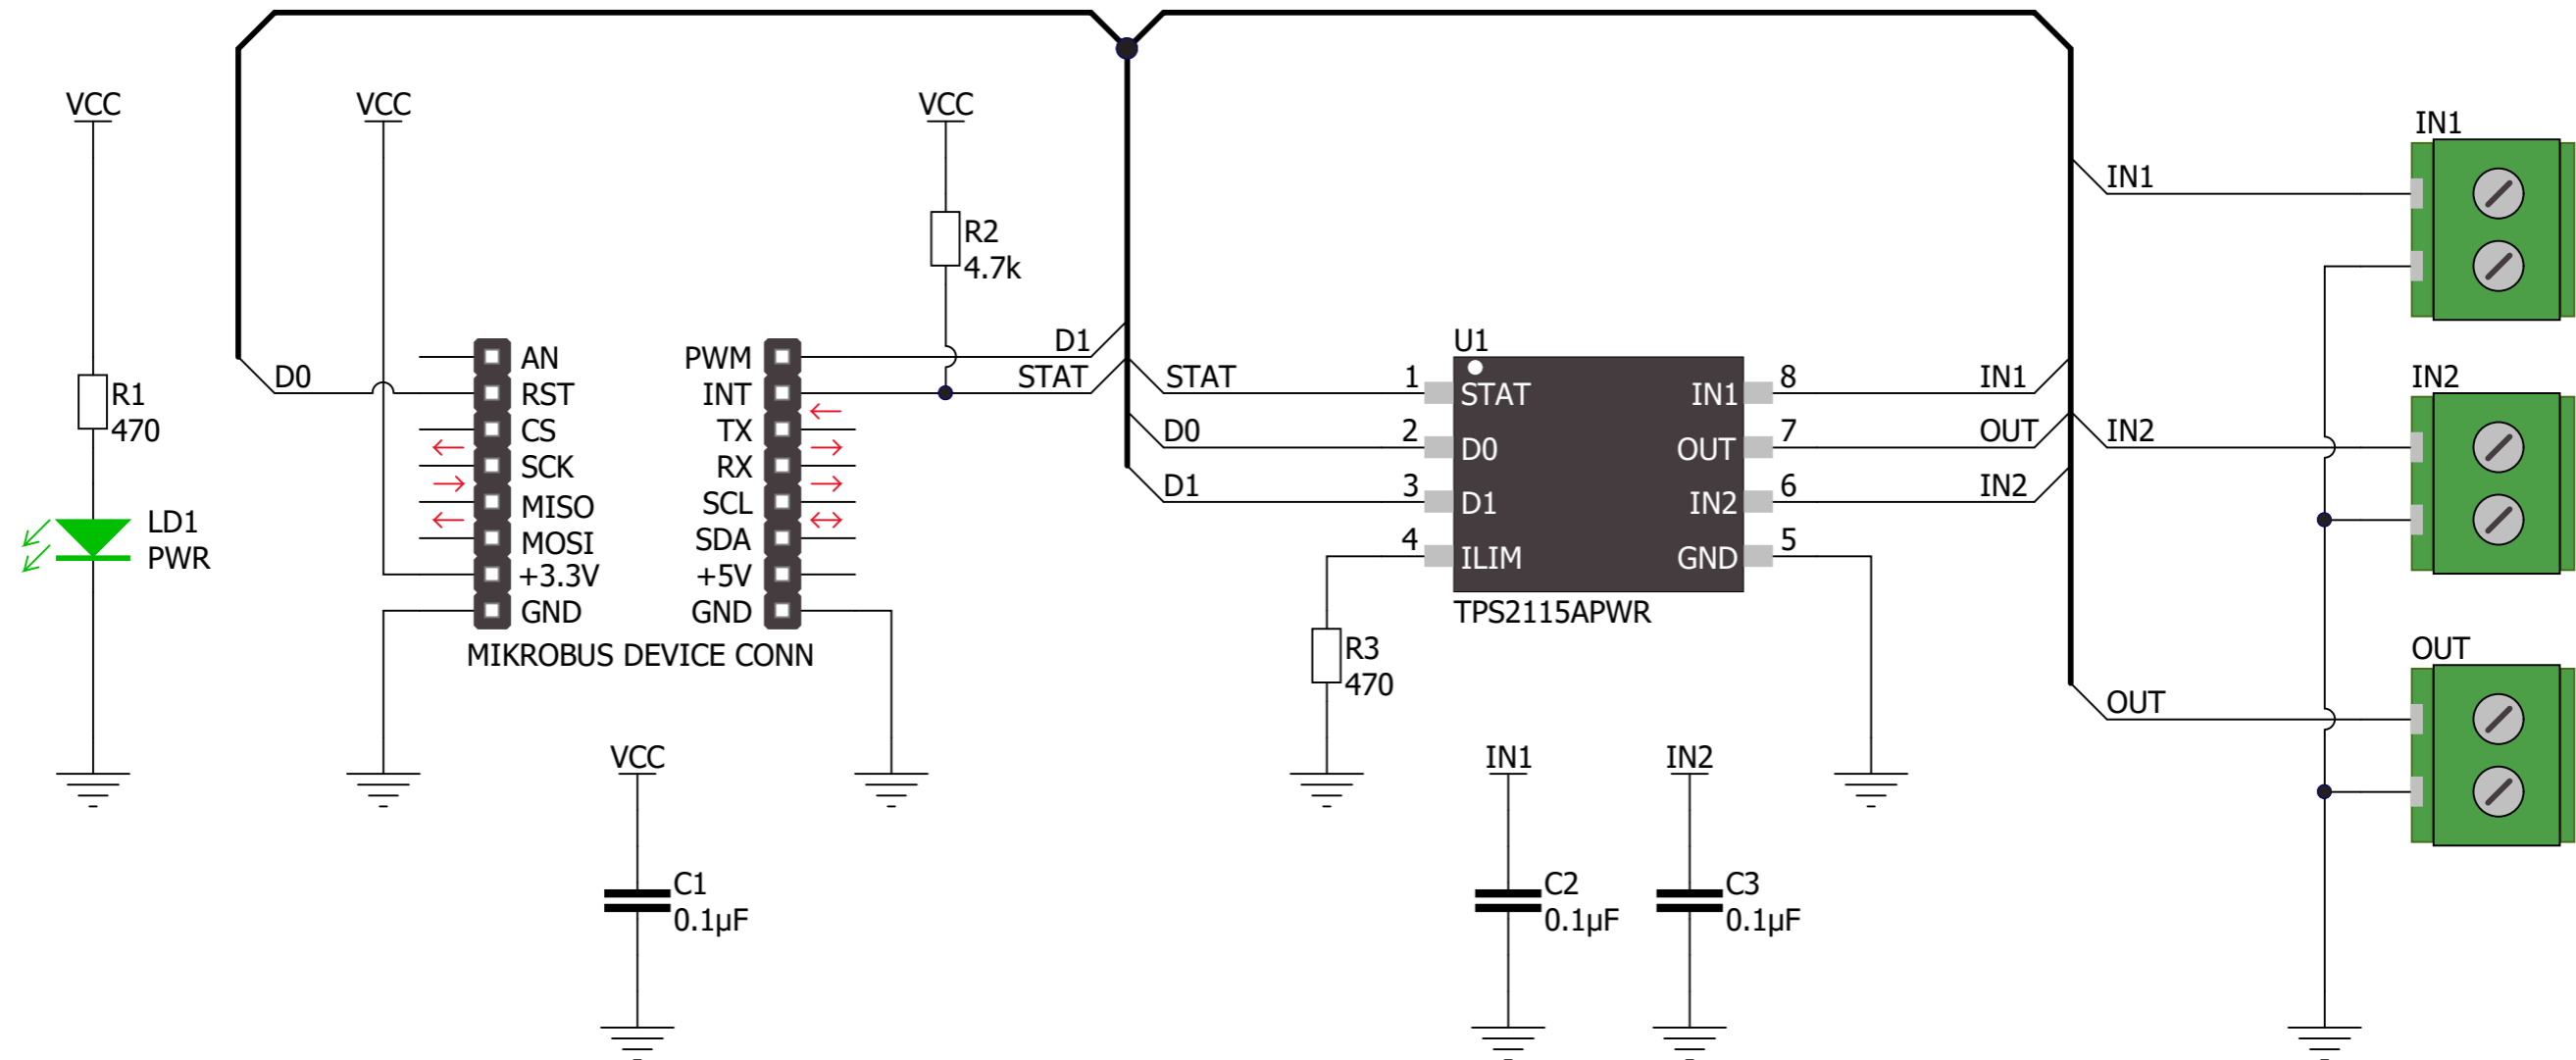 VCC
VCC
VCC
IN1
IN1
R2
4.7k
D1
STAT
D0
R1
470
LD1
PWR
AN
RST
CS
SCK
MISO
MOSI
+3.3V
GND
PWM
INT
TX
RX
SCL
SDA
+5V
GND
MIKROBUS DEVICE CONN
STAT
D0
D1
U1
1
2
3
4
STAT
D0
D1
ILIM
IN1
OUT
IN2
GND
8
7
6
5
TPS2115APWR
IN1
OUT
IN2
IN2
IN2
OUT
OUT
R3
470
VCC
C1
0.1µF
IN1
C2
0.1µF
IN2
C3
0.1µF